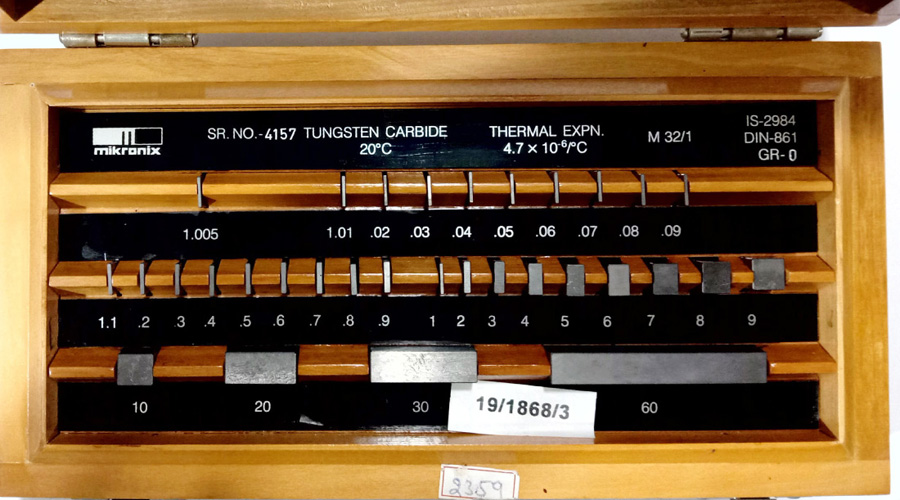 mikronix
SR. NO.-4157 TUNGSTEN CARBIDE
20°C
THERMAL EXPN.
4.7 x 10⁻⁶/°C
M 32/1
IS-2984
DIN-861
GR-0
1.005 1.01 .02 .03 .04 .05 .06 .07 .08 .09
1.1 .2 .3 .4 .5 .6 .7 .8 .9 1 2 3 4 5 6 7 8 9
10 20 30 60
19/1868/3
2359